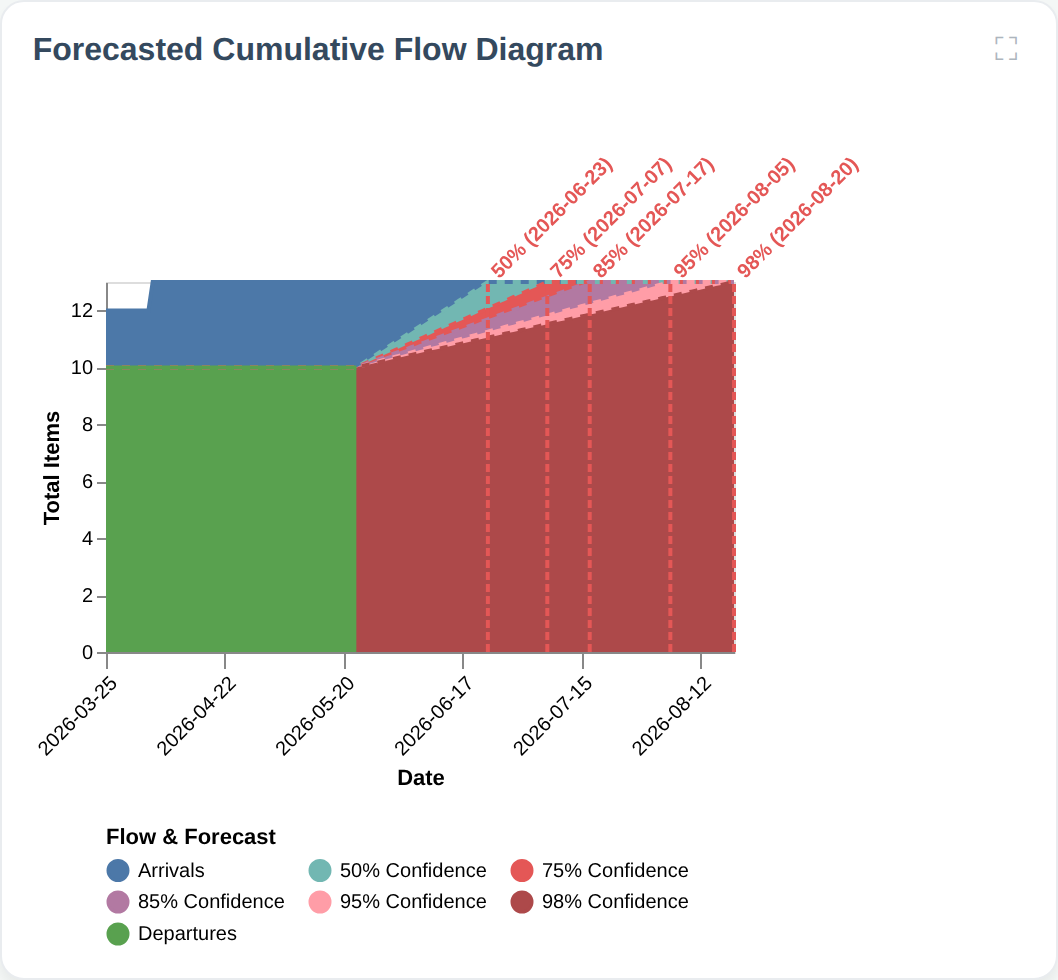 Forecasted Cumulative Flow Diagram
50% (2026-06-23)
75% (2026-07-07)
85% (2026-07-17)
95% (2026-08-05)
98% (2026-08-20)
Total Items
12
10
8
6
4
2
0
2026-03-25
2026-04-22
2026-05-20
2026-06-17
2026-07-15
2026-08-12
Date
Flow & Forecast
Arrivals
50% Confidence
75% Confidence
85% Confidence
95% Confidence
98% Confidence
Departures